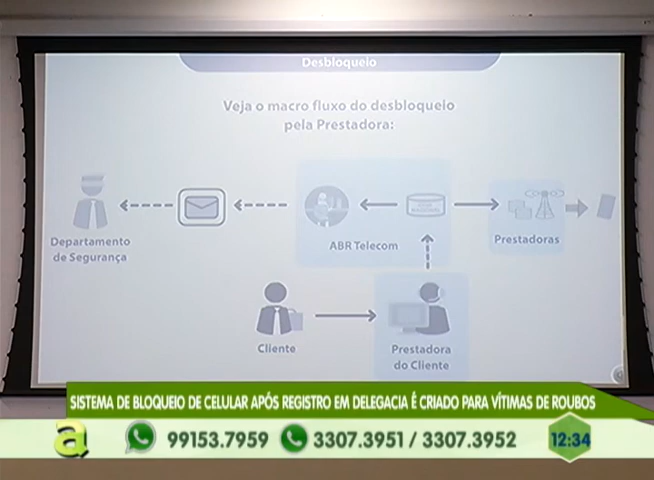 Desbloqueio
Veja o macro fluxo do desbloqueio
pela Prestadora:
Departamento
de Segurança
ABR Telecom
Prestadoras
Cliente
Prestadora
do Cliente
SISTEMA DE BLOQUEIO DE CELULAR APÓS REGISTRO EM DELEGACIA É CRIADO PARA VÍTIMAS DE ROUBOS
a 99153.7959 3307.3951 / 3307.3952 12:34